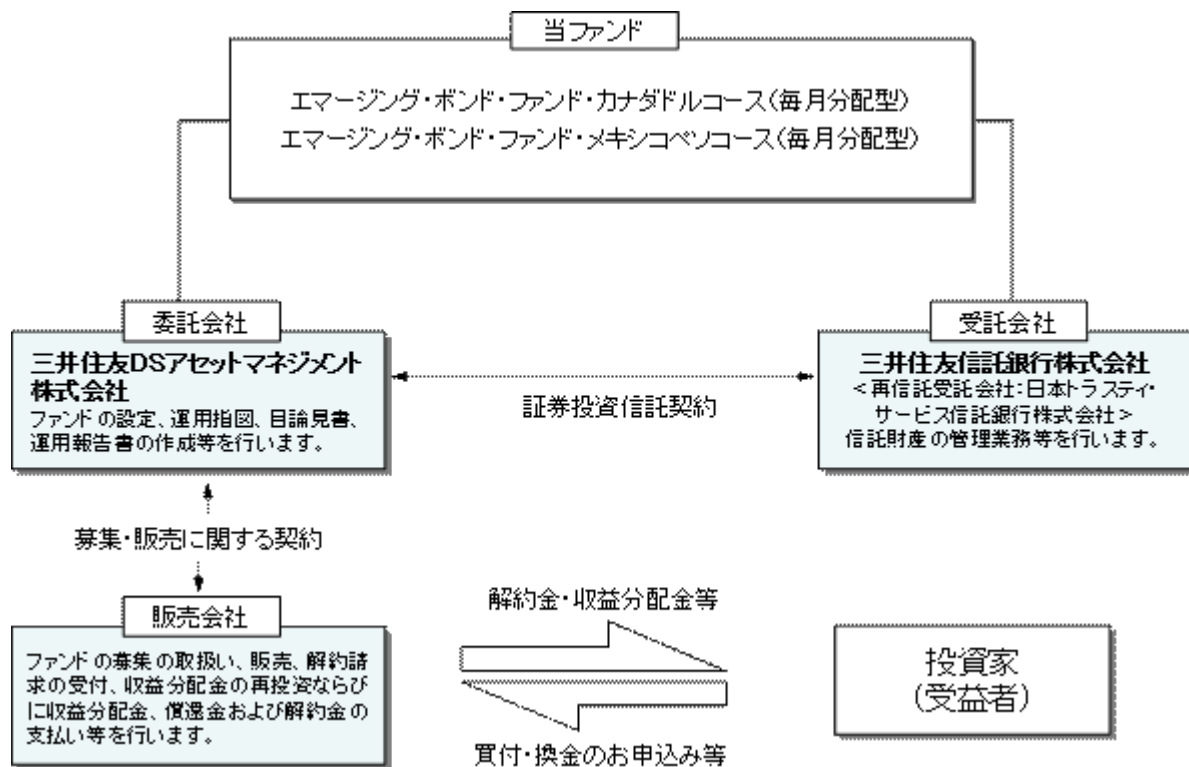 当ファンド
エマージング・ボンド・ファンド・カナダドルコース(毎月分配型)
エマージング・ボンド・ファンド・メキシコペソコース(毎月分配型)
委託会社
三井住友DSアセットマネジメント
株式会社
ファンドの設定、運用指図、目論見書、
運用報告書の作成等を行います。
証券投資信託契約
受託会社
三井住友信託銀行株式会社
<再信託受託会社:日本トラスティ・
サービス信託銀行株式会社>
信託財産の管理業務等を行います。
募集・販売に関する契約
販売会社
ファンドの募集の取扱い、販売、解約請
求の受付、収益分配金の再投資ならび
に収益分配金、償還金および解約金の
支払い等を行います。
解約金・収益分配金等
買付・換金のお申込み等
投資家
(受益者)